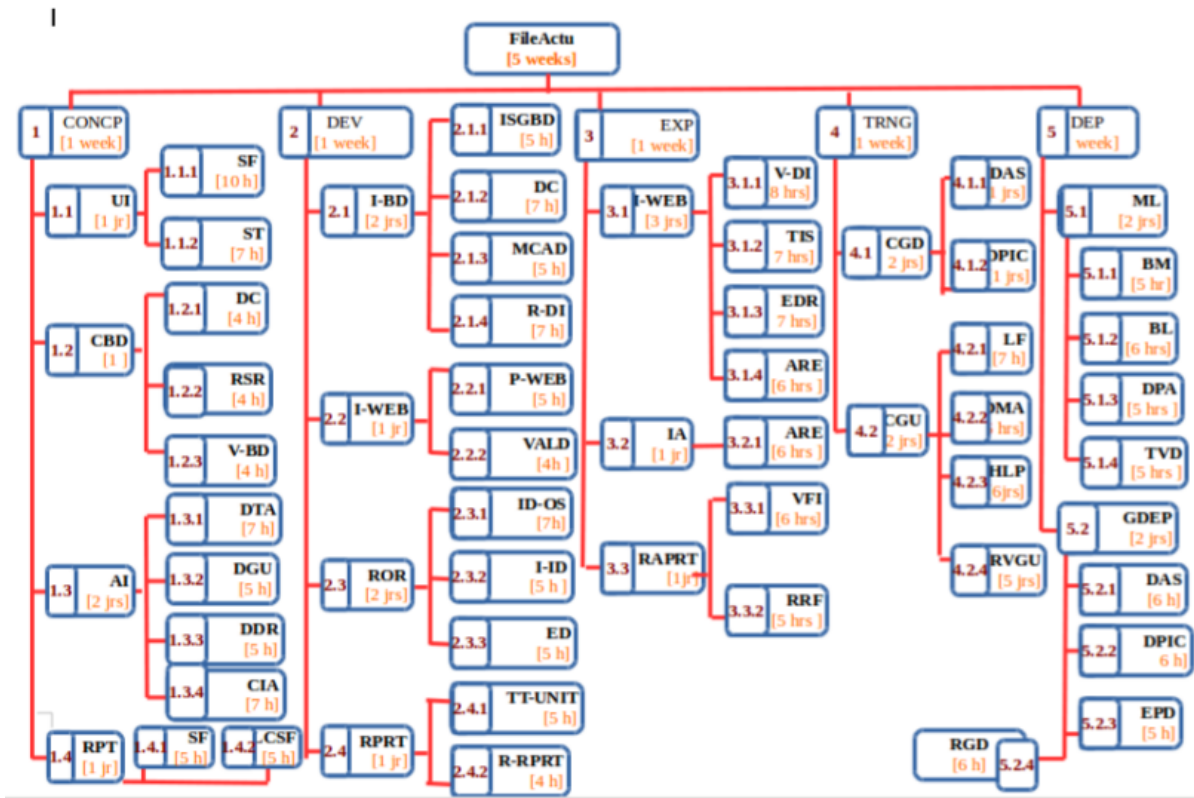 FileActu
[5 weeks]
1 CONCP
[1 week]
1.1 UI
[1 jr]
1.1.1 SF
[10 h]
1.1.2 ST
[7 h]
1.2 CBD
[1 ]
1.2.1 DC
[4 h]
1.2.2 RSR
[4 h]
1.2.3 V-BD
[4 h]
1.3 AI
[2 jrs]
1.3.1 DTA
[7 h]
1.3.2 DGU
[5 h]
1.3.3 DDR
[5 h]
1.3.4 CIA
[7 h]
1.4 RPT
[1 jr]
1.4.1 SF
[5 h]
1.4.2 .CSF
[5 h]
2 DEV
[1 week]
2.1 I-BD
[2 jrs]
2.1.1 ISGBD
[5 h]
2.1.2 DC
[7 h]
2.1.3 MCAD
[5 h]
2.1.4 R-DI
[7 h]
2.2 I-WEB
[1 jr]
2.2.1 P-WEB
[5 h]
2.2.2 VALD
[4h ]
2.3 ROR
[2 jrs]
2.3.1 ID-OS
[7h]
2.3.2 I-ID
[5 h ]
2.3.3 ED
[5 h]
2.4 RPRT
[1 jr]
2.4.1 TT-UNIT
[5 h]
2.4.2 R-RPRT
[4 h]
3 EXP
[1 week]
3.1 I-WEB
[3 jrs]
3.1.1 V-DI
8 hrs]
3.1.2 TIS
7 hrs]
3.1.3 EDR
7 hrs]
3.1.4 ARE
[6 hrs ]
3.2 IA
[1 jr]
3.2.1 ARE
[6 hrs ]
3.3 RAPRT
[1jr
3.3.1 VFI
[6 hrs]
3.3.2 RRF
[5 hrs ]
4 TRNG
1 week]
4.1 CGD
2 jrs]
4.1.1 DAS
1 jrs]
4.1.2 DPIC
1 jrs]
4.2 CGU
2 jrs]
4.2.1 LF
[7 h]
4.2.2 DMA
hrs]
4.2.3 HLP
6jrs]
4.2.4 RVGU
[5 jrs]
5 DEP
week]
5.1 ML
[2 jrs]
5.1.1 BM
[5 hr]
5.1.2 BL
[6 hrs]
5.1.3 DPA
[5 hrs ]
5.1.4 TVD
[5 hrs ]
5.2 GDEP
[2 jrs]
5.2.1 DAS
[6 h]
5.2.2 DPIC
6 h]
5.2.3 EPD
[5 h]
RGD 5.2.4
[6 h]